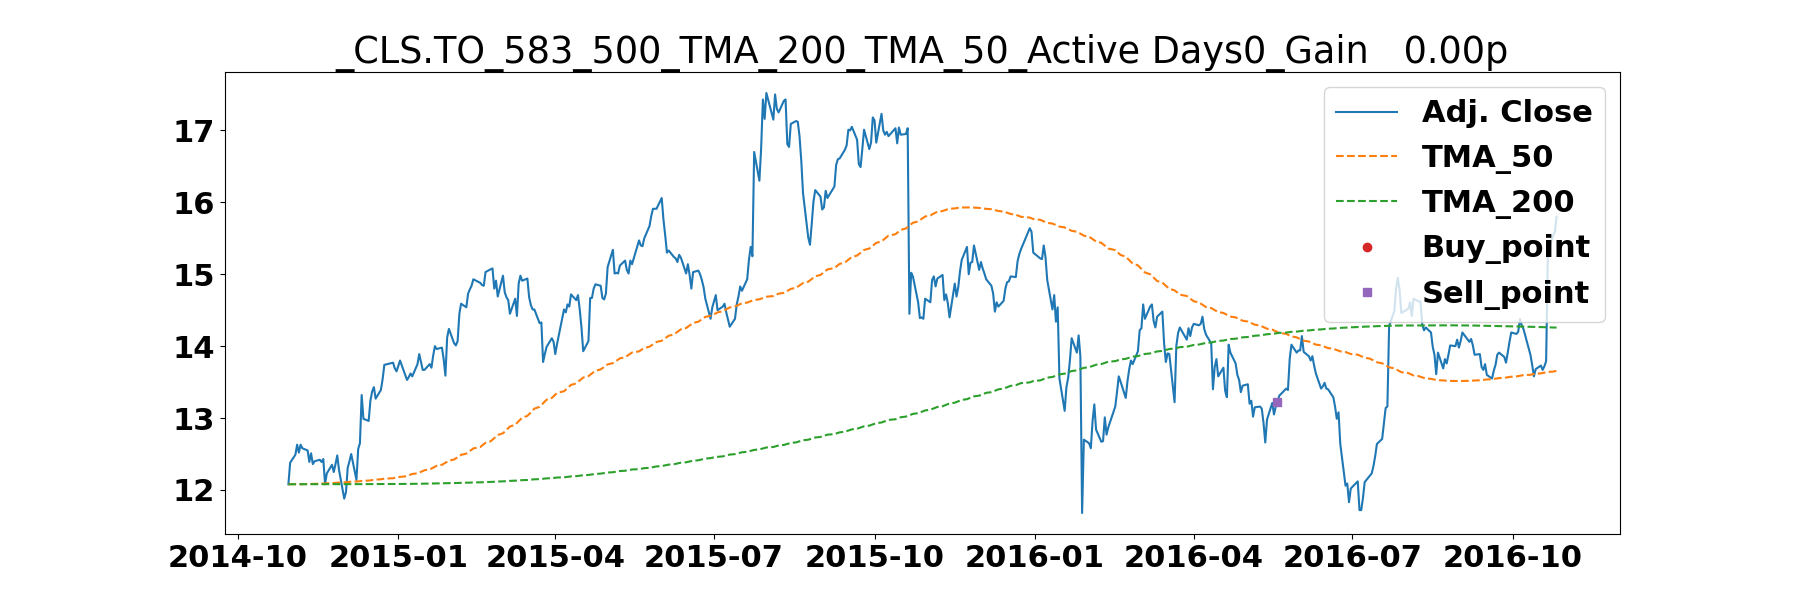 _CLS.TO_583_500_TMA_200_TMA_50_Active Days0_Gain   0.00p
Adj. Close
TMA_50
TMA_200
Buy_point
Sell_point
17
16
15
14
13
12
2014-10 2015-01 2015-04 2015-07 2015-10 2016-01 2016-04 2016-07 2016-10